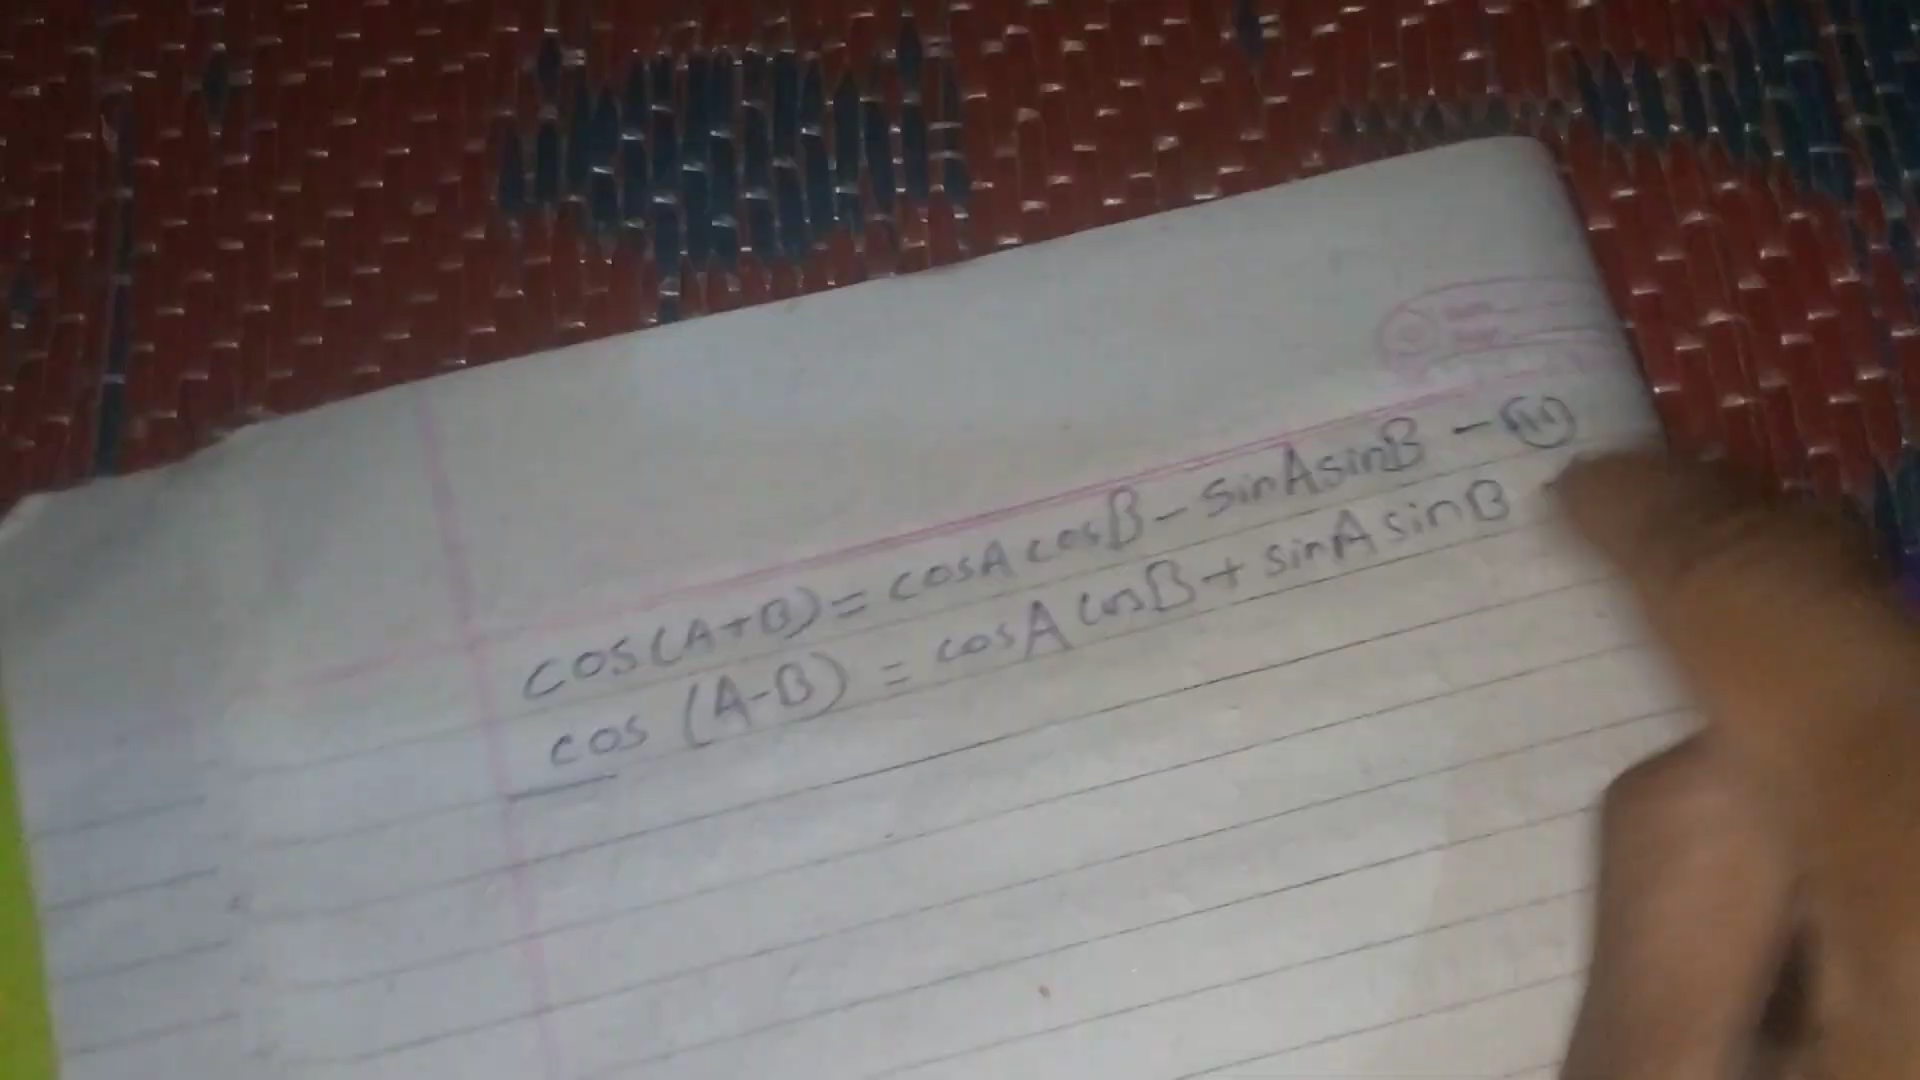 cos(A+B) = cosA cosB - sinA sinB -
cos (A-B) = cosA cosB + sinA sinB